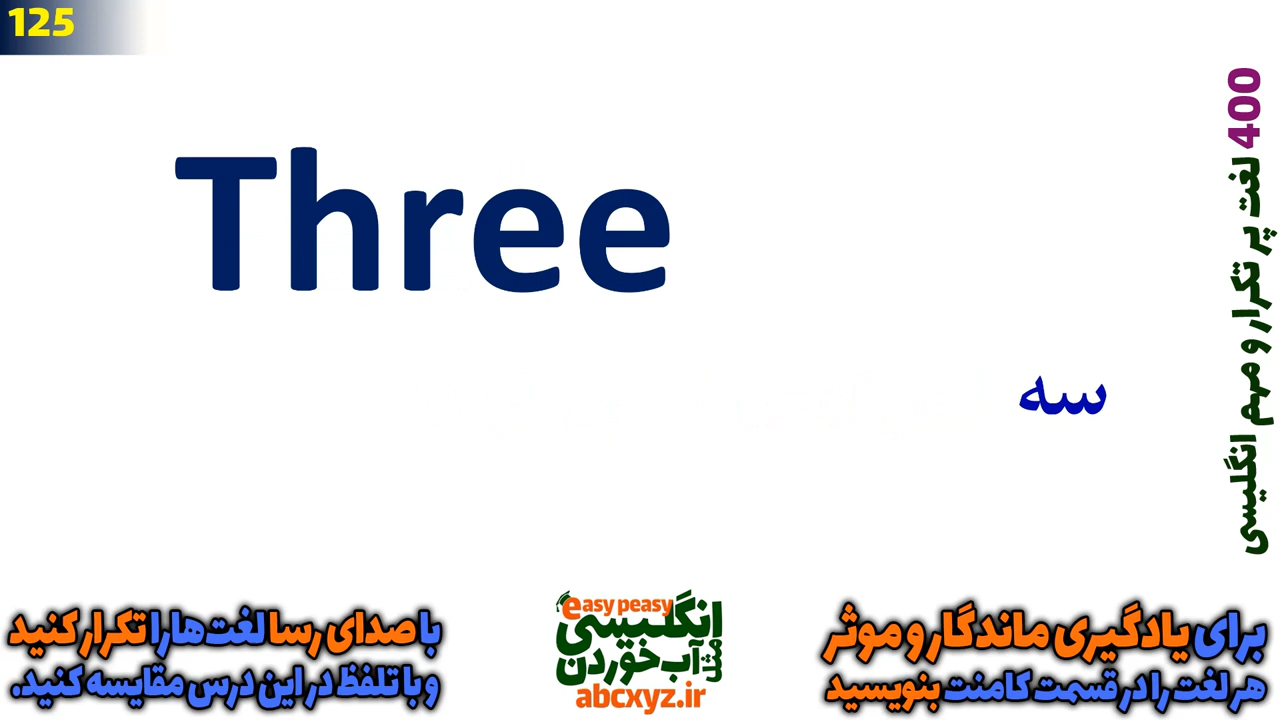 125
Three
سه
400 لغت پر تکرار و مهم انگلیسی
برای یادگیری ماندگار و موثر
هر لغت را در قسمت کامنت بنویسید
easy peasy
انگلیسی
مثل
آب خوردن
abcxyz.ir
با صدای رسا لغت‌ها را تکرار کنید
و با تلفظ در این درس مقایسه کنید.